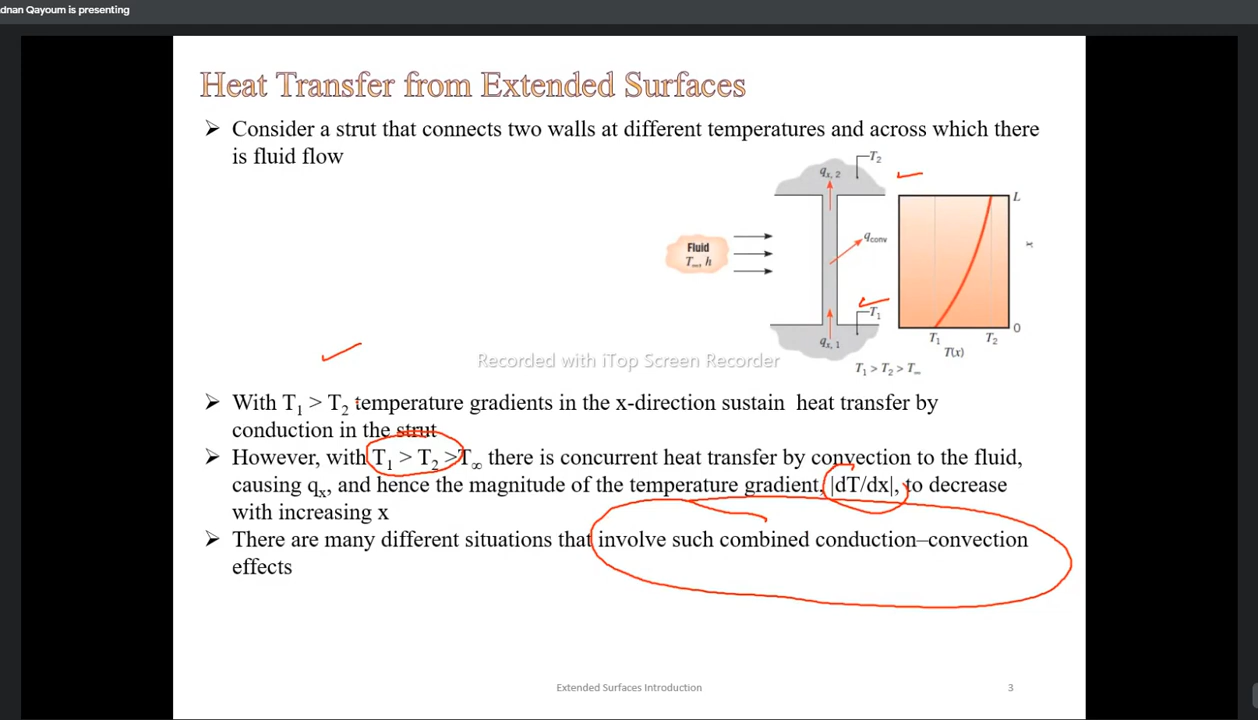 dnan Qayoum is presenting
Heat Transfer from Extended Surfaces
➢ Consider a strut that connects two walls at different temperatures and across which there
is fluid flow
T2
qx, 2
L
Fluid
T∞, h
qconv
x
T1
0
qx, 1
T1 T2
T(x)
T1 > T2 > T∞
Recorded with iTop Screen Recorder
➢ With T1 > T2 temperature gradients in the x-direction sustain heat transfer by
conduction in the strut
➢ However, with T1 > T2 >T∞ there is concurrent heat transfer by convection to the fluid,
causing qx, and hence the magnitude of the temperature gradient, |dT/dx|, to decrease
with increasing x
➢ There are many different situations that involve such combined conduction–convection
effects
Extended Surfaces Introduction
3